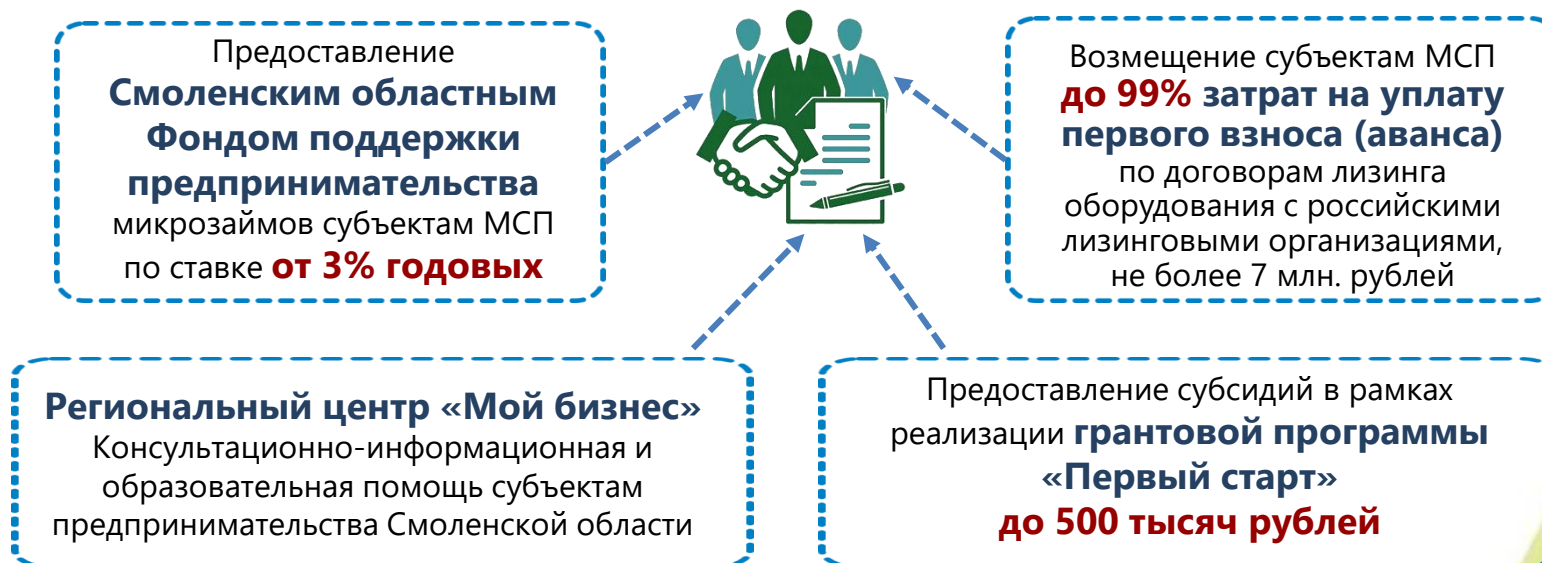 Предоставление
Смоленским областным
Фондом поддержки
предпринимательства
микрозаймов субъектам МСП
по ставке от 3% годовых
Возмещение субъектам МСП
до 99% затрат на уплату
первого взноса (аванса)
по договорам лизинга
оборудования с российскими
лизинговыми организациями,
не более 7 млн. рублей
Региональный центр «Мой бизнес»
Консультационно-информационная и
образовательная помощь субъектам
предпринимательства Смоленской области
Предоставление субсидий в рамках
реализации грантовой программы
«Первый старт»
до 500 тысяч рублей